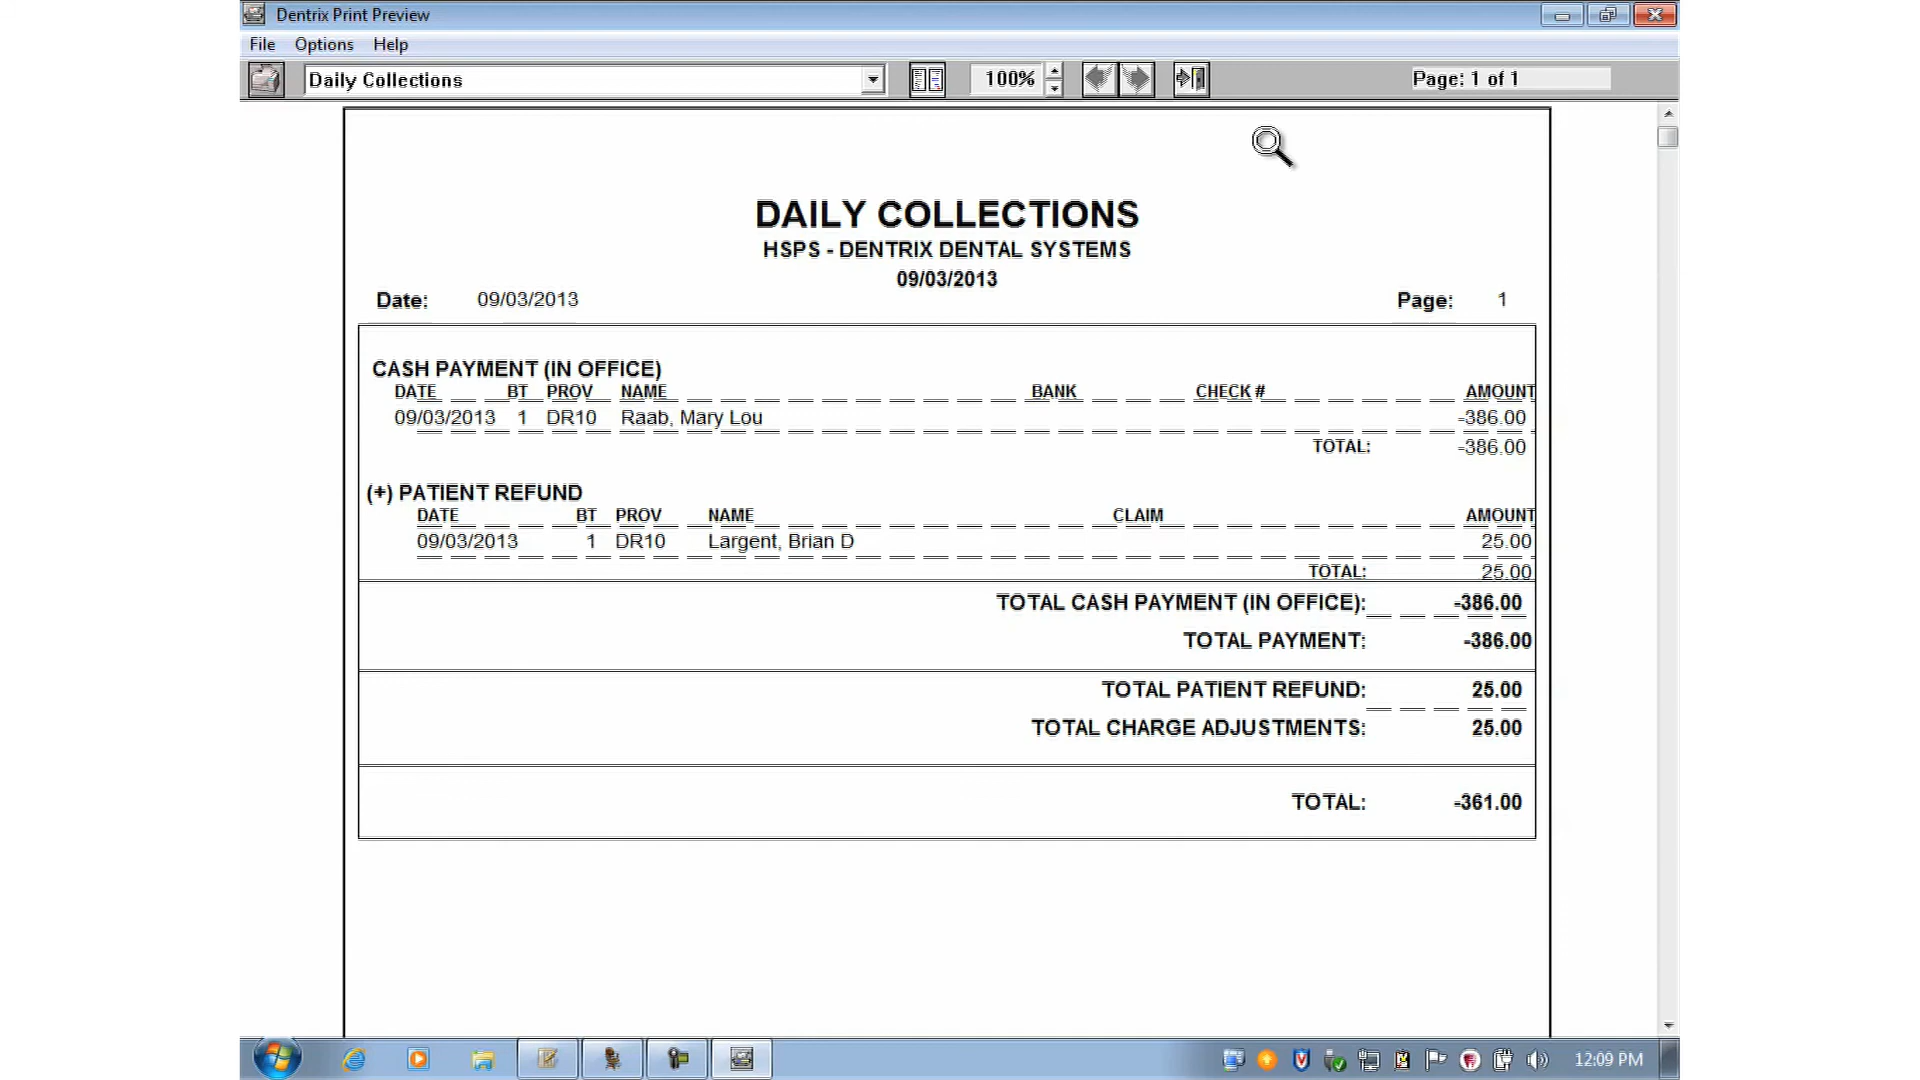 Dentrix Print Preview
File Options Help
Daily Collections 100% Page: 1 of 1
DAILY COLLECTIONS
HSPS - DENTRIX DENTAL SYSTEMS
09/03/2013
Date: 09/03/2013 Page: 1
CASH PAYMENT (IN OFFICE)
DATE BT PROV NAME BANK CHECK # AMOUNT
09/03/2013 1 DR10 Raab, Mary Lou -386.00
TOTAL: -386.00
(+) PATIENT REFUND
DATE BT PROV NAME CLAIM AMOUNT
09/03/2013 1 DR10 Largent, Brian D 25.00
TOTAL: 25.00
TOTAL CASH PAYMENT (IN OFFICE): -386.00
TOTAL PAYMENT: -386.00
TOTAL PATIENT REFUND: 25.00
TOTAL CHARGE ADJUSTMENTS: 25.00
TOTAL: -361.00
12:09 PM